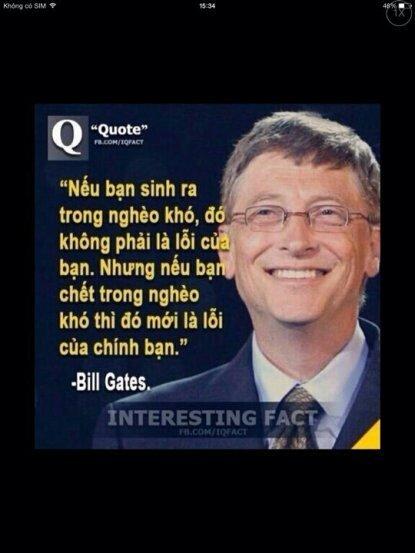 Không có SIM
15:34
46%
1X
Q "Quote"
FB.COM/IQFACT
"Nếu bạn sinh ra
trong nghèo khó, đó
không phải là lỗi của
bạn. Nhưng nếu bạn
chết trong nghèo
khó thì đó mới là lỗi
của chính bạn."
-Bill Gates.
INTERESTING FACT
FB.COM/IQFACT